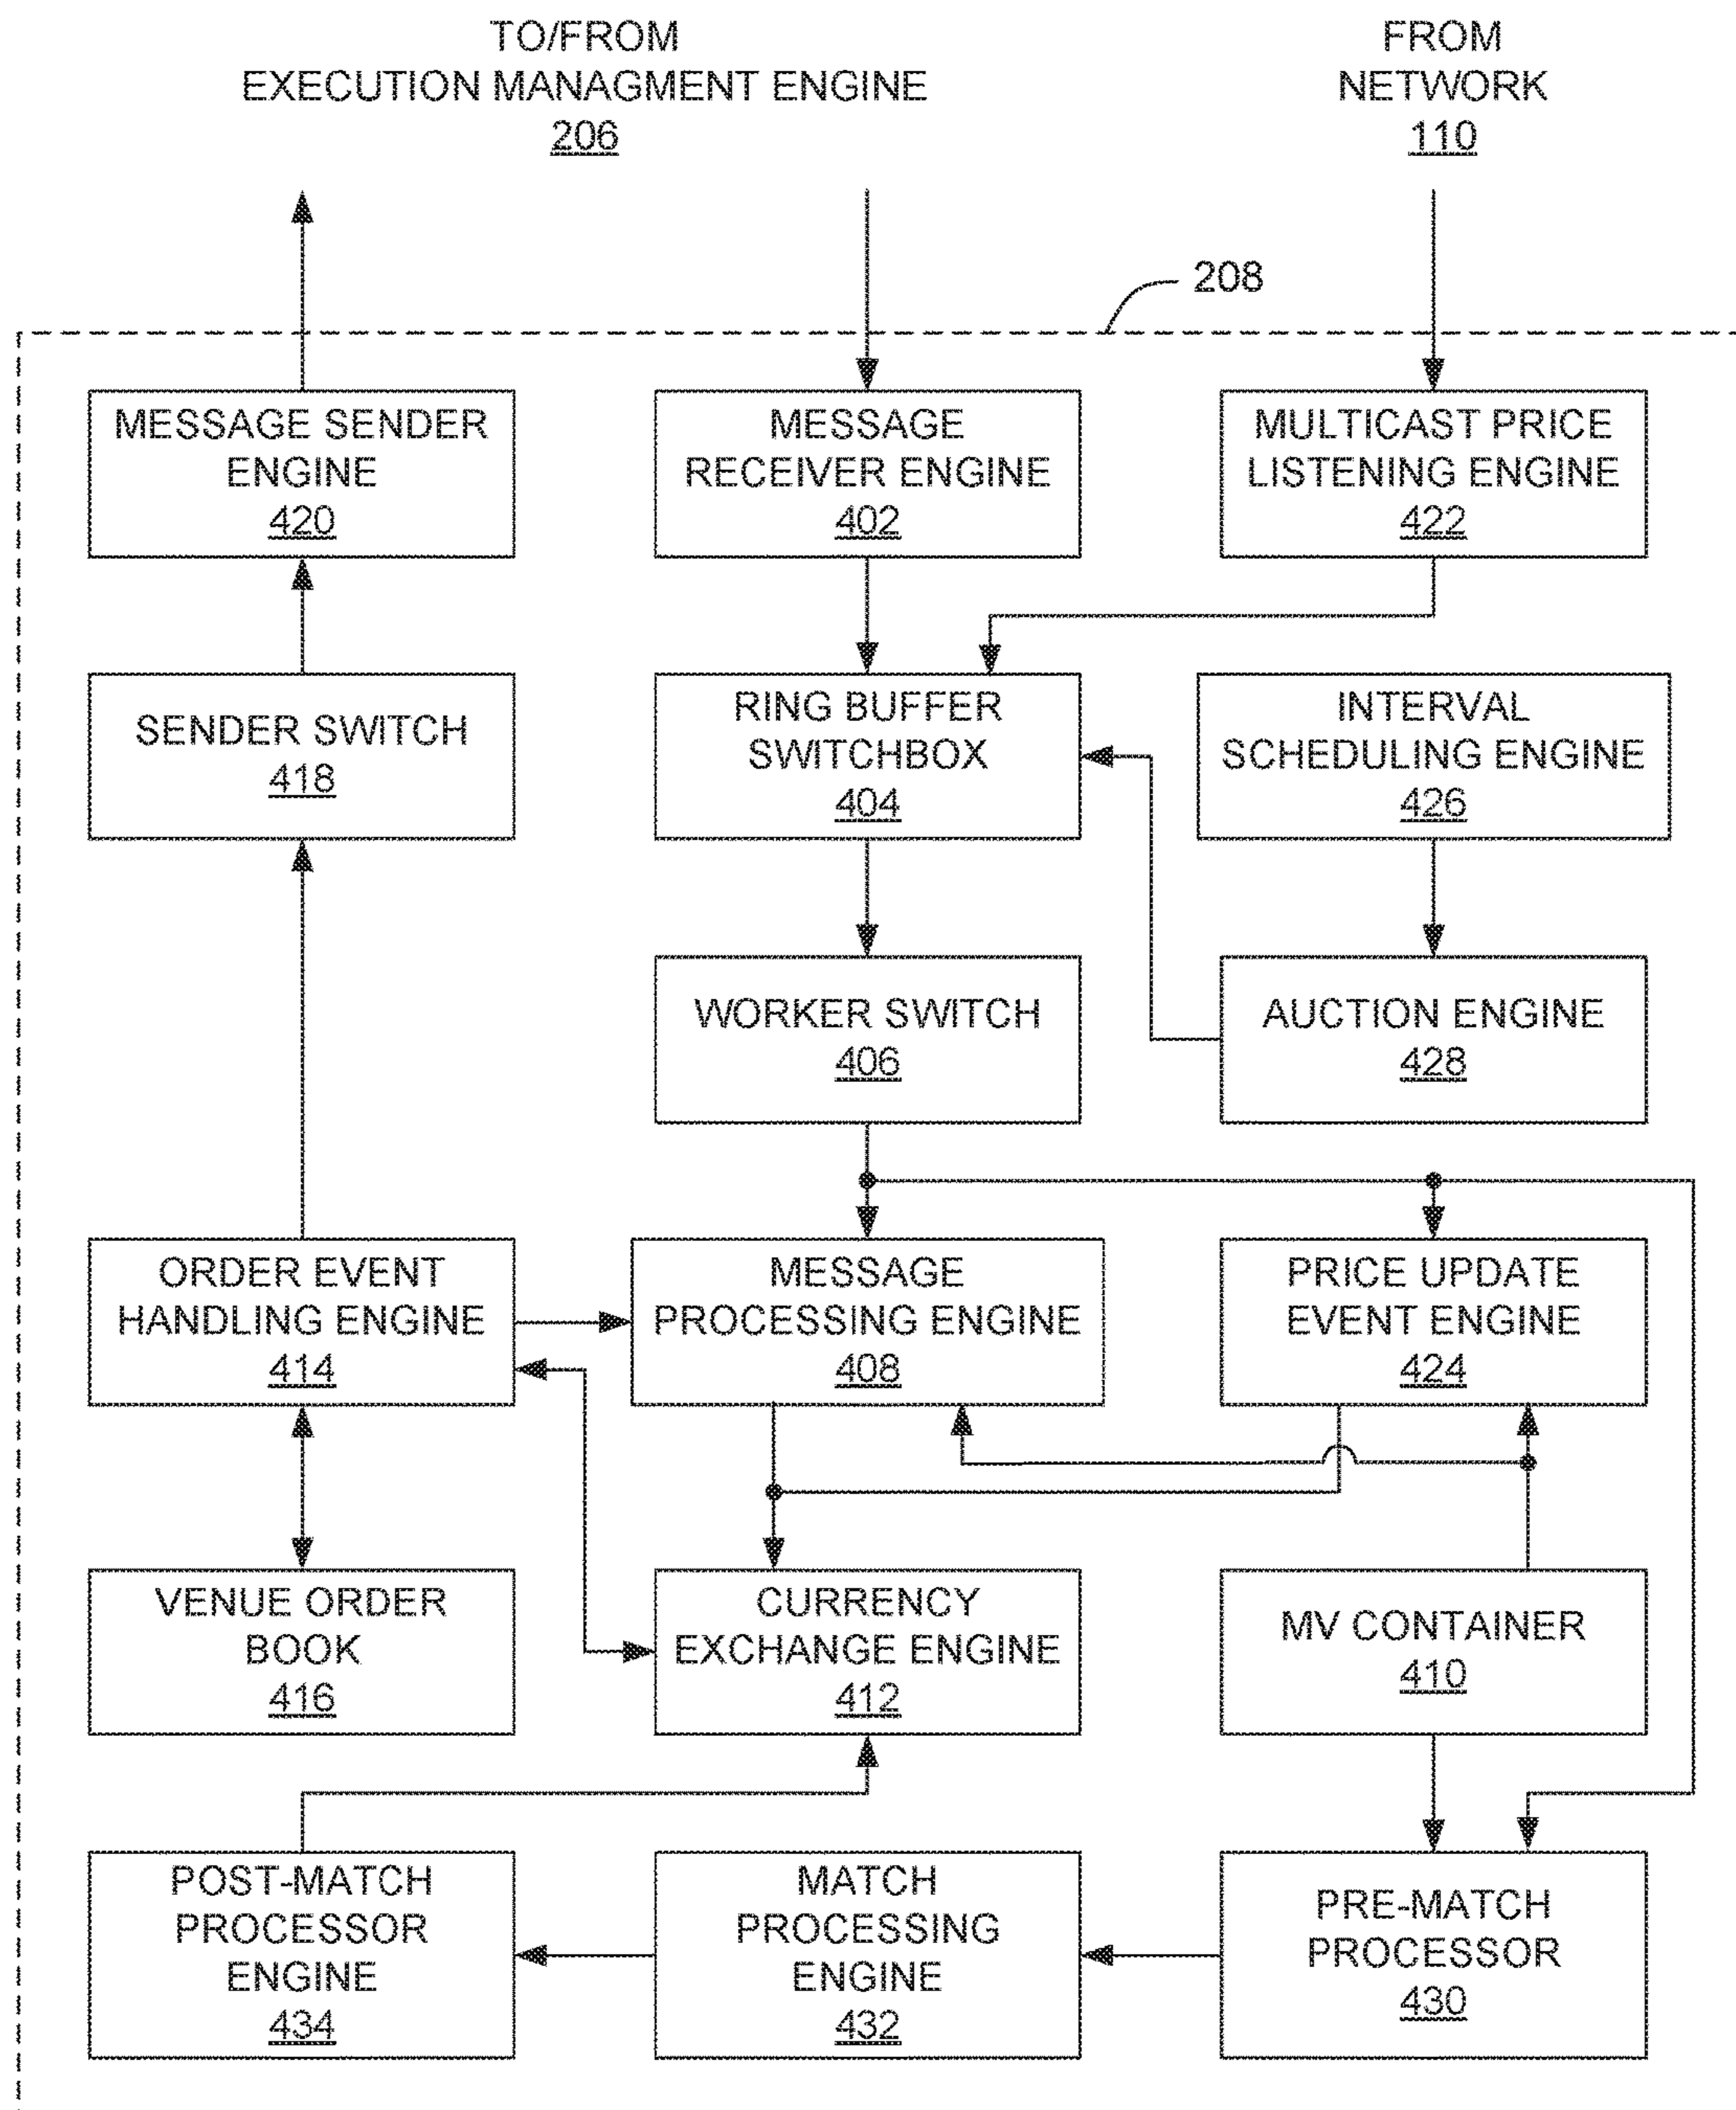 TO/FROM
EXECUTION MANAGMENT ENGINE
206
FROM
NETWORK
110
208
MESSAGE SENDER
ENGINE
420
MESSAGE
RECEIVER ENGINE
402
MULTICAST PRICE
LISTENING ENGINE
422
SENDER SWITCH
418
RING BUFFER
SWITCHBOX
404
INTERVAL
SCHEDULING ENGINE
426
WORKER SWITCH
406
AUCTION ENGINE
428
ORDER EVENT
HANDLING ENGINE
414
MESSAGE
PROCESSING ENGINE
408
PRICE UPDATE
EVENT ENGINE
424
VENUE ORDER
BOOK
416
CURRENCY
EXCHANGE ENGINE
412
MV CONTAINER
410
POST-MATCH
PROCESSOR
ENGINE
434
MATCH
PROCESSING
ENGINE
432
PRE-MATCH
PROCESSOR
430